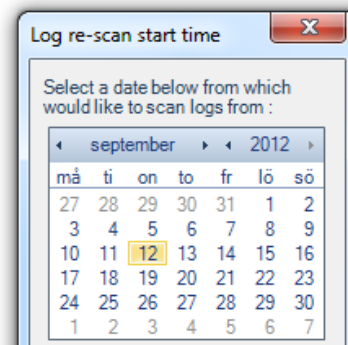 Log re-scan start time
Select a date below from which
would like to scan logs from :
september 2012
må ti on to fr lö sö
27 28 29 30 31 1 2
3 4 5 6 7 8 9
10 11 12 13 14 15 16
17 18 19 20 21 22 23
24 25 26 27 28 29 30
1 2 3 4 5 6 7